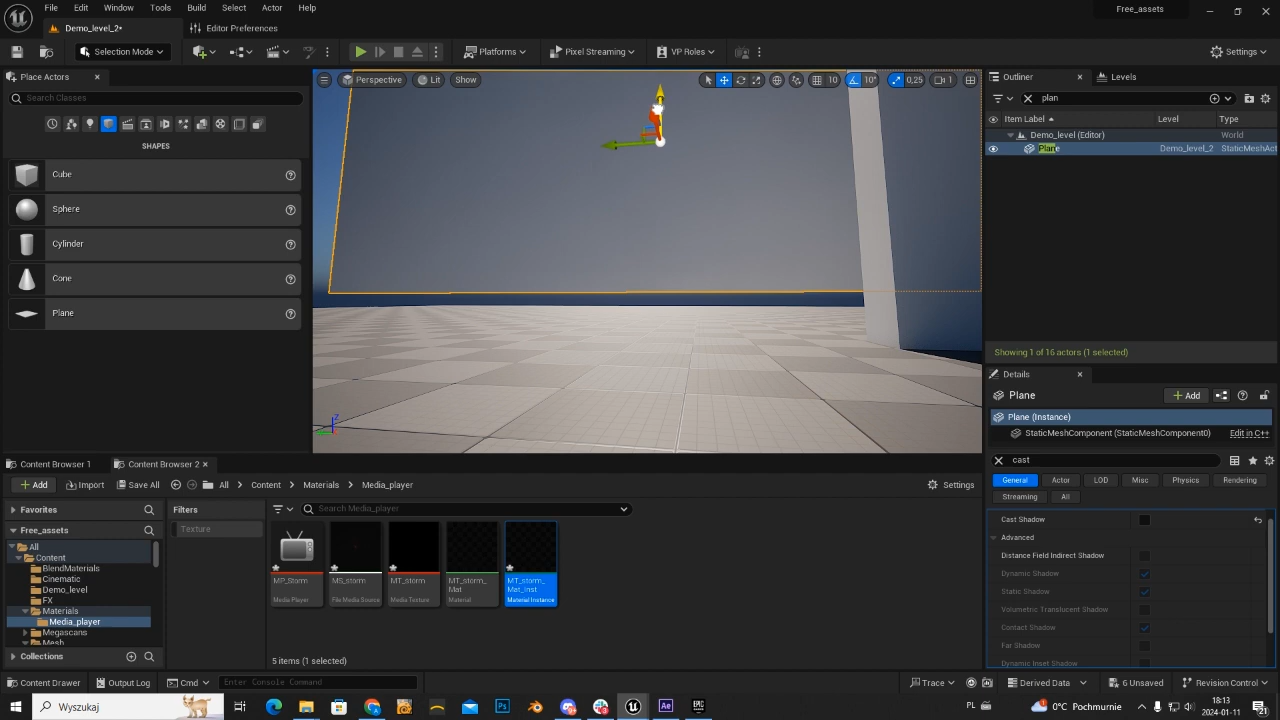 File Edit Window Tools Build Select Actor Help
Free_assets
Demo_level_2*
Editor Preferences
Selection Mode
Platforms
Pixel Streaming
VP Roles
Settings
Place Actors
Search Classes
SHAPES
Cube
Sphere
Cylinder
Cone
Plane
Perspective
Lit
Show
10
10°
0,25
1
Outliner
Levels
plan
Item Label
Level
Type
Demo_level (Editor)
World
Plane
Demo_level_2
StaticMeshAct
Showing 1 of 16 actors (1 selected)
Details
Plane
Add
Plane (Instance)
StaticMeshComponent (StaticMeshComponent0)
Edit in C++
cast
General
Actor
LOD
Misc
Physics
Rendering
Streaming
All
Cast Shadow
Advanced
Distance Field Indirect Shadow
Dynamic Shadow
Static Shadow
Volumetric Translucent Shadow
Contact Shadow
Far Shadow
Dynamic Inset Shadow
Content Browser 1
Content Browser 2
Add
Import
Save All
All
Content
Materials
Media_player
Settings
Favorites
Free_assets
All
Content
BlendMaterials
Cinematic
Demo_level
FX
Materials
Media_player
Megascans
Mesh
Collections
Filters
Texture
Search Media_player
MP_Storm
Media Player
MS_storm
File Media Source
MT_storm
Media Texture
MT_storm_
Mat
Material
MT_storm_
Mat_Inst
Material Instance
5 items (1 selected)
Content Drawer
Output Log
Cmd
Enter Console Command
Trace
Derived Data
6 Unsaved
Revision Control
Wyszukaj
PL
0°C Pochmurnie
18:13
2024-01-11